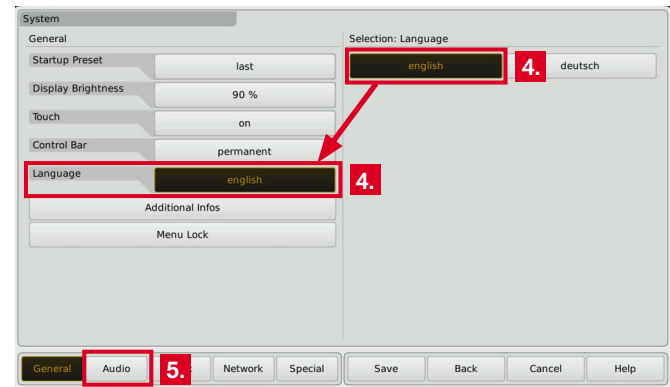 System
General
Startup Preset
last
Display Brightness
90 %
Touch
on
Control Bar
permanent
Language
english
4.
Additional Infos
Menu Lock
Selection: Language
english
4.
deutsch
General
Audio
5.
Network
Special
Save
Back
Cancel
Help